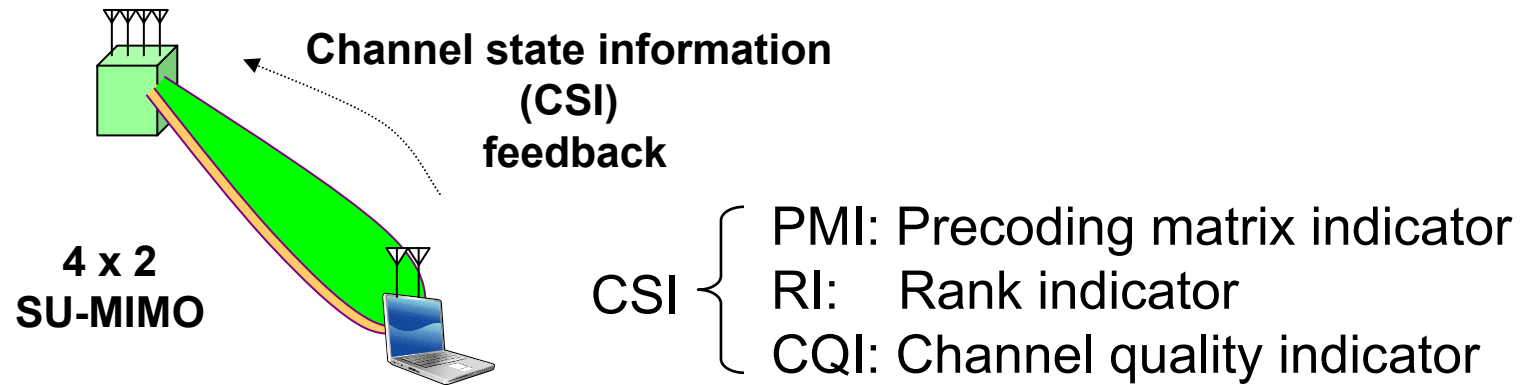 Channel state information
(CSI)
feedback
4 x 2
SU-MIMO
CSI
PMI: Precoding matrix indicator
RI: Rank indicator
CQI: Channel quality indicator